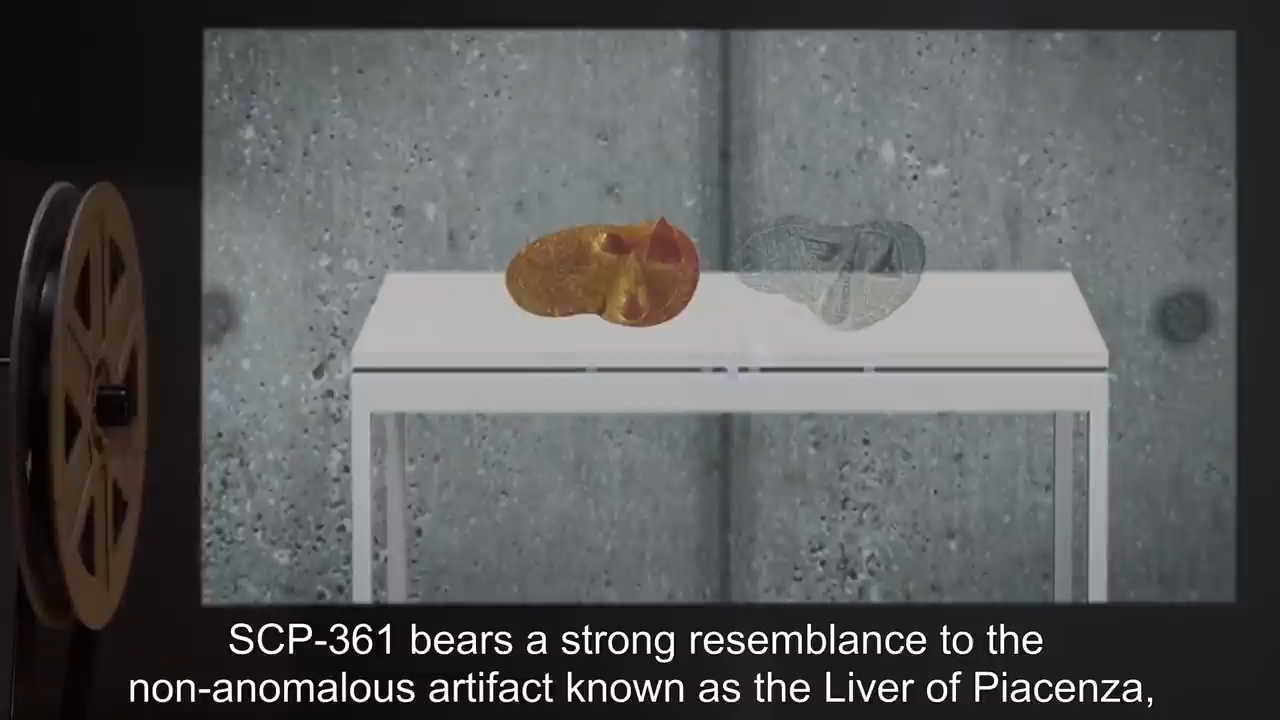 SCP-361 bears a strong resemblance to the
non-anomalous artifact known as the Liver of Piacenza,